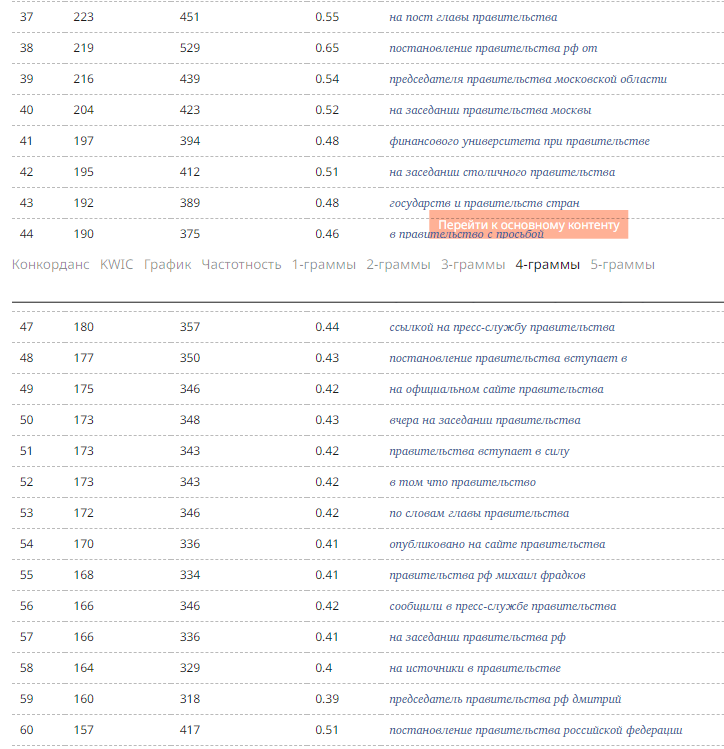 37 223 451 0.55 на пост главы правительства
38 219 529 0.65 постановление правительства рф от
39 216 439 0.54 председателя правительства московской области
40 204 423 0.52 на заседании правительства москвы
41 197 394 0.48 финансового университета при правительстве
42 195 412 0.51 на заседании столичного правительства
43 192 389 0.48 государств и правительств стран
Перейти к основному контенту
44 190 375 0.46 в правительство с просьбой
Конкорданс KWIC График Частотность 1-граммы 2-граммы 3-граммы 4-граммы 5-граммы
47 180 357 0.44 ссылкой на пресс-службу правительства
48 177 350 0.43 постановление правительства вступает в
49 175 346 0.42 на официальном сайте правительства
50 173 348 0.43 вчера на заседании правительства
51 173 343 0.42 правительства вступает в силу
52 173 343 0.42 в том что правительство
53 172 346 0.42 по словам главы правительства
54 170 336 0.41 опубликовано на сайте правительства
55 168 334 0.41 правительства рф михаил фрадков
56 166 346 0.42 сообщили в пресс-службе правительства
57 166 336 0.41 на заседании правительства рф
58 164 329 0.4 на источники в правительстве
59 160 318 0.39 председатель правительства рф дмитрий
60 157 417 0.51 постановление правительства российской федерации